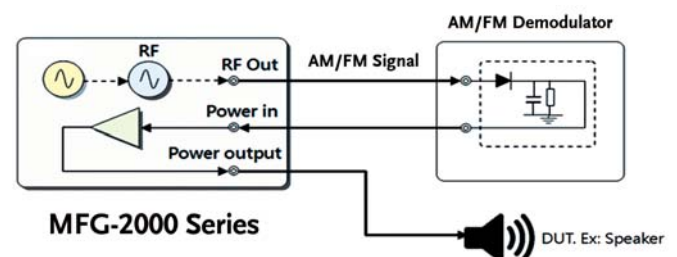 AM/FM Demodulator
RF
RF Out
AM/FM Signal
Power in
Power output
MFG-2000 Series
DUT. Ex: Speaker